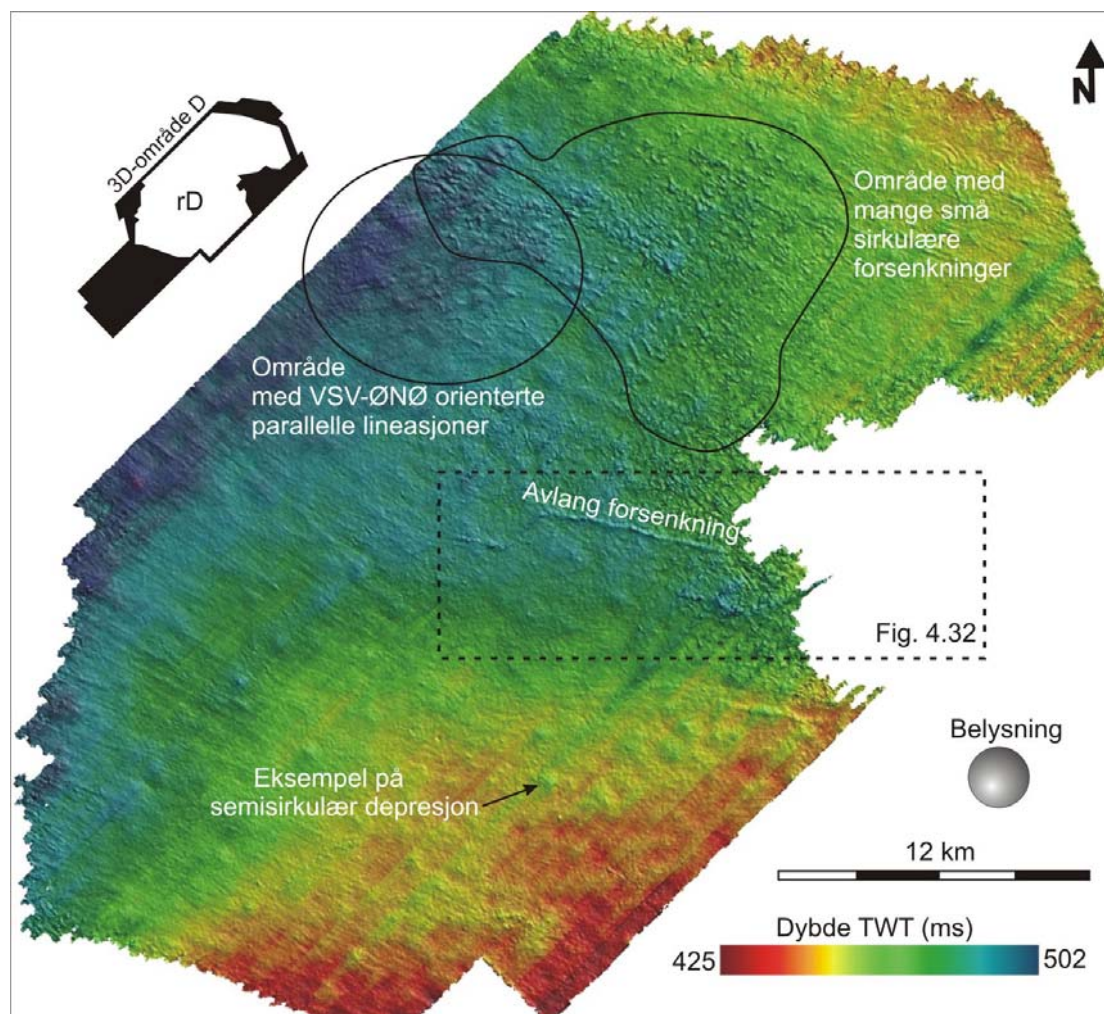 N
3D-område D
rD
Område med
mange små
sirkulære
forsenkninger
Område
med VSV-ØNØ orienterte
parallelle lineasjoner
Avlang forsenkning
Fig. 4.32
Belysning
Eksempel på
semisirkulær depresjon
12 km
Dybde TWT (ms)
425
502